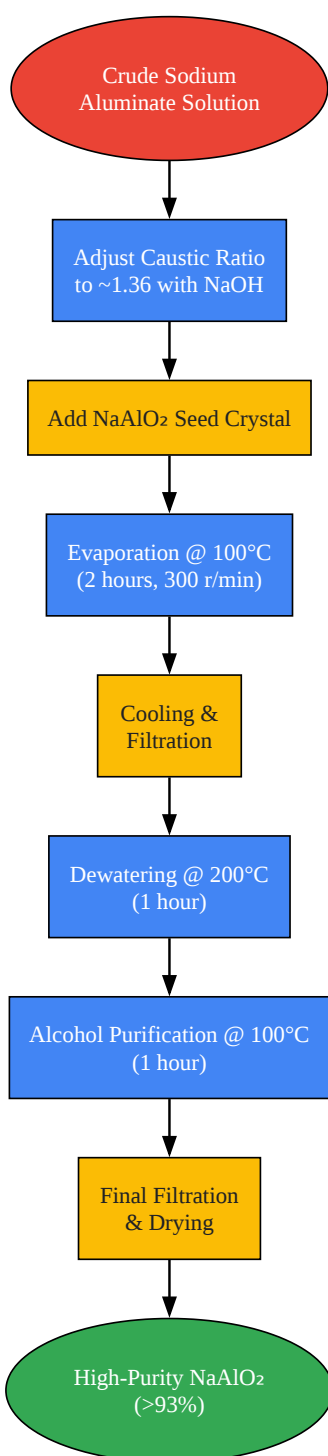 Crude Sodium
Aluminate Solution
Adjust Caustic Ratio
to ~1.36 with NaOH
Add NaAlO₂ Seed Crystal
Evaporation @ 100°C
(2 hours, 300 r/min)
Cooling &
Filtration
Dewatering @ 200°C
(1 hour)
Alcohol Purification @ 100°C
(1 hour)
Final Filtration
& Drying
High-Purity NaAlO₂
(>93%)